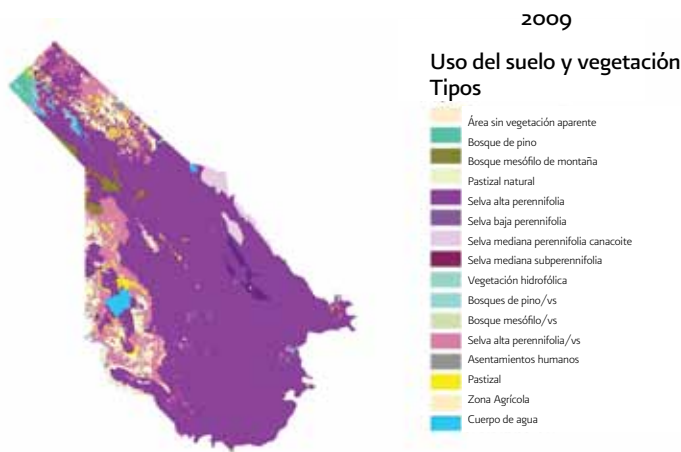 2009
Uso del suelo y vegetación
Tipos
Área sin vegetación aparente
Bosque de pino
Bosque mesófilo de montaña
Pastizal natural
Selva alta perennifolia
Selva baja perennifolia
Selva mediana perennifolia canacoite
Selva mediana subperennifolia
Vegetación hidrofólica
Bosques de pino/vs
Bosque mesófilo/vs
Selva alta perennifolia/vs
Asentamientos humanos
Pastizal
Zona Agrícola
Cuerpo de agua